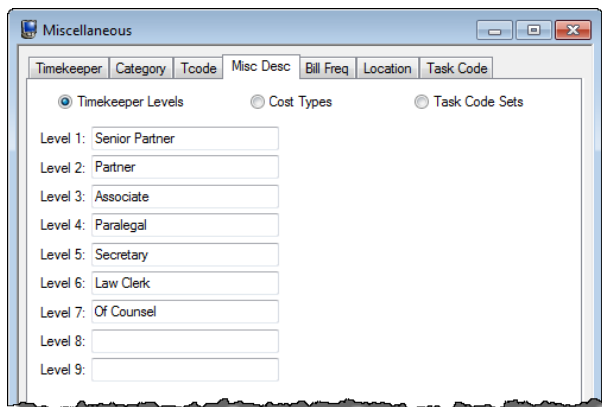 Miscellaneous
Timekeeper Category Tcode Misc Desc Bill Freq Location Task Code
Timekeeper Levels Cost Types Task Code Sets
Level 1: Senior Partner
Level 2: Partner
Level 3: Associate
Level 4: Paralegal
Level 5: Secretary
Level 6: Law Clerk
Level 7: Of Counsel
Level 8:
Level 9: